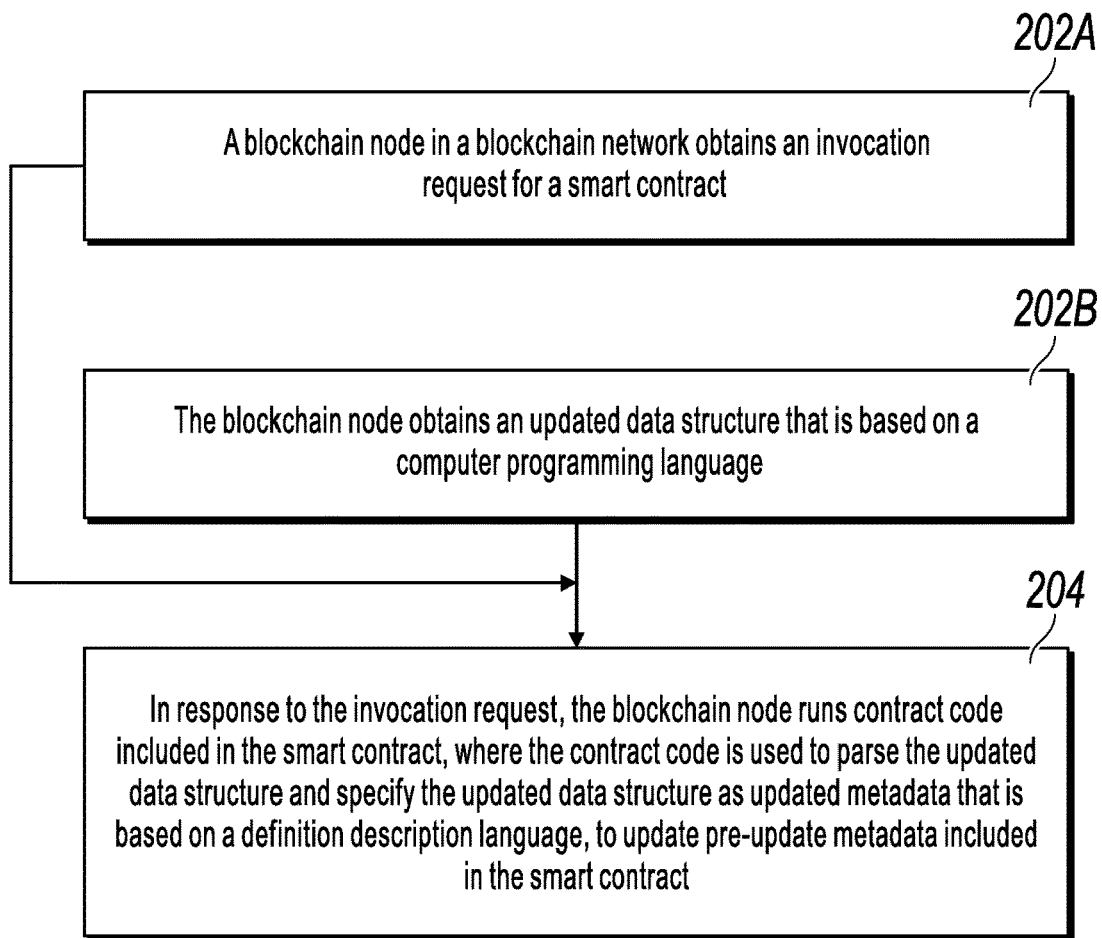 202A
A blockchain node in a blockchain network obtains an invocation
request for a smart contract
202B
The blockchain node obtains an updated data structure that is based on a
computer programming language
204
In response to the invocation request, the blockchain node runs contract code
included in the smart contract, where the contract code is used to parse the updated
data structure and specify the updated data structure as updated metadata that is
based on a definition description language, to update pre-update metadata included
in the smart contract